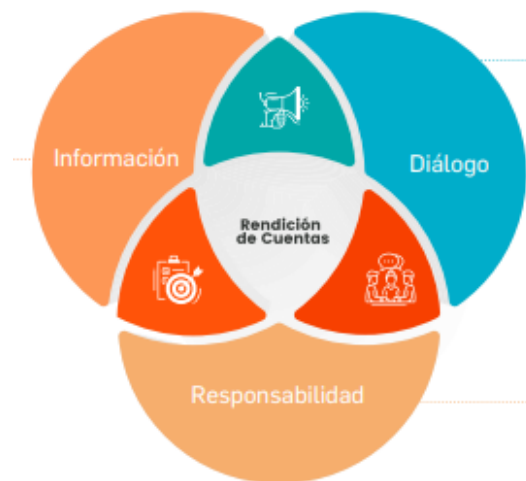 Información
Diálogo
Rendición
de Cuentas
Responsabilidad